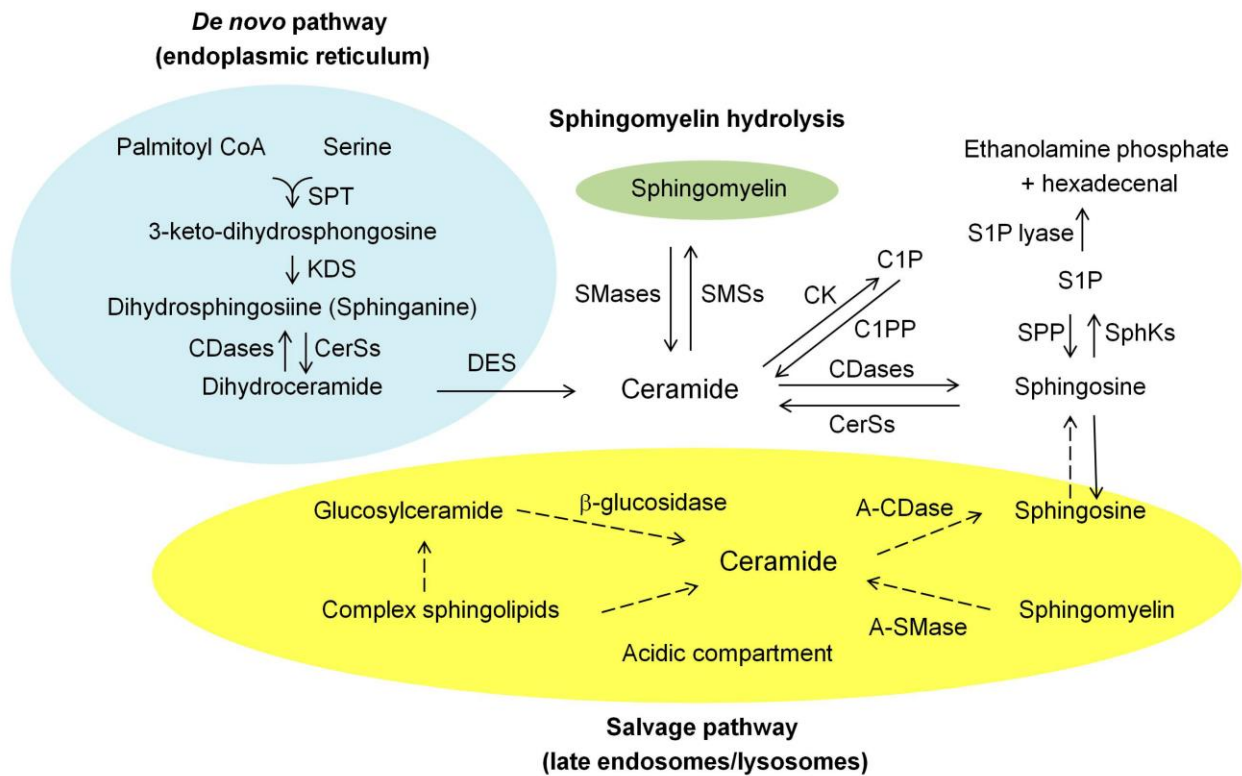 De novo pathway
(endoplasmic reticulum)
Palmitoyl CoA Serine
SPT
3-keto-dihydrosphongosine
KDS
Dihydrosphingosiine (Sphinganine)
CDases CerSs
Dihydroceramide
DES
Sphingomyelin hydrolysis
Sphingomyelin
SMases SMSs
Ceramide
C1P
CK
C1PP
CDases
CerSs
Ethanolamine phosphate
+ hexadecenal
S1P lyase
S1P
SPP SphKs
Sphingosine
Glucosylceramide
β-glucosidase
A-CDase
Sphingosine
Ceramide
Complex sphingolipids
Sphingomyelin
A-SMase
Acidic compartment
Salvage pathway
(late endosomes/lysosomes)